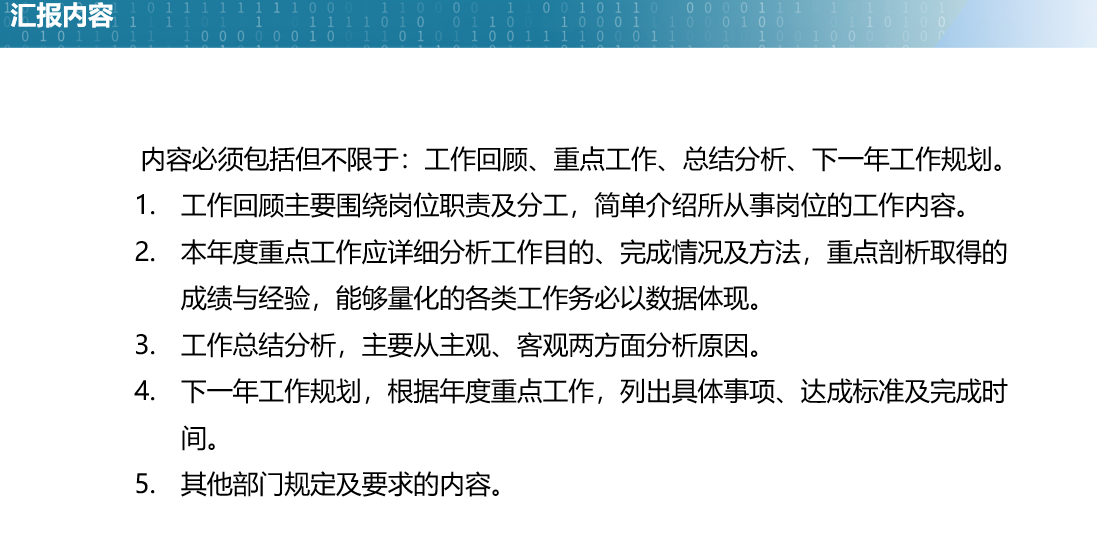 汇报内容
内容必须包括但不限于：工作回顾、重点工作、总结分析、下一年工作规划。
1. 工作回顾主要围绕岗位职责及分工，简单介绍所从事岗位的工作内容。
2. 本年度重点工作应详细分析工作目的、完成情况及方法，重点剖析取得的
成绩与经验，能够量化的各类工作务必以数据体现。
3. 工作总结分析，主要从主观、客观两方面分析原因。
4. 下一年工作规划，根据年度重点工作，列出具体事项、达成标准及完成时
间。
5. 其他部门规定及要求的内容。